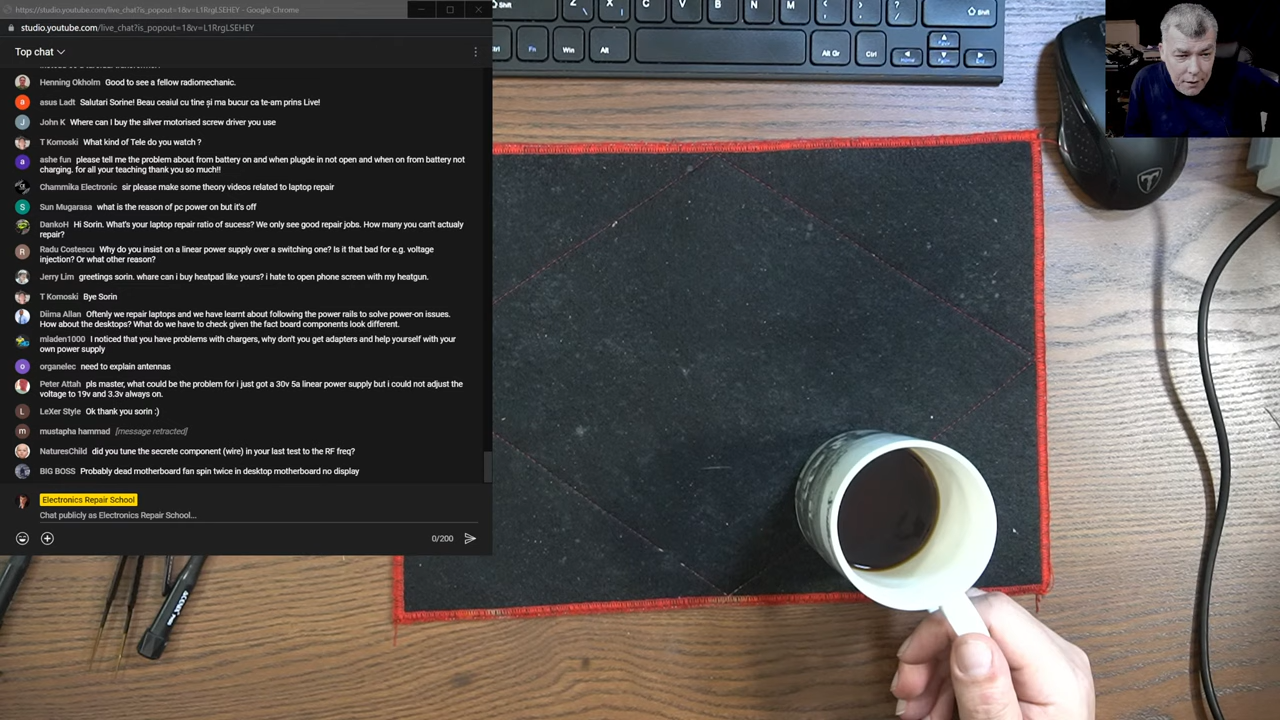 https://studio.youtube.com/live_chat?is_popout=1&v=L1RrgLSEHEY - Google Chrome
studio.youtube.com/live_chat?is_popout=1&v=L1RrgLSEHEY
Top chat
Henning Okholm Good to see a fellow radiomechanic.
asus Ladt Salutari Sorine! Beau ceaiul cu tine și ma bucur ca te-am prins Live!
John K Where can I buy the silver motorised screw driver you use
T Komoski What kind of Tele do you watch ?
ashe fun please tell me the problem about from battery on and when plugde in not open and when on from battery not
charging. for all your teaching thank you so much!!
Chammika Electronic sir please make some theory videos related to laptop repair
Sun Mugarasa what is the reason of pc power on but it's off
DankoH Hi Sorin. What's your laptop repair ratio of sucess? We only see good repair jobs. How many you can't actualy
repair?
Radu Costescu Why do you insist on a linear power supply over a switching one? Is it that bad for e.g. voltage
injection? Or what other reason?
Jerry Lim greetings sorin. whare can i buy heatpad like yours? i hate to open phone screen with my heatgun.
T Komoski Bye Sorin
Diima Allan Oftenly we repair laptops and we have learnt about following the power rails to solve power-on issues.
How about the desktops? What do we have to check given the fact board components look different.
mladen1000 I noticed that you have problems with chargers, why don't you get adapters and help yourself with your
own power supply
organelec need to explain antennas
Peter Attah pls master, what could be the problem for i just got a 30v 5a linear power supply but i could not adjust the
voltage to 19v and 3.3v always on.
LeXer Style Ok thank you sorin :)
mustapha hammad [message retracted]
NaturesChild did you tune the secrete component (wire) in your last test to the RF freq?
BIG BOSS Probably dead motherboard fan spin twice in desktop motherboard no display
Electronics Repair School
Chat publicly as Electronics Repair School...
0/200
Shift
Z
X
C
V
B
N
M
Shift
Ctrl
Fn
Win
Alt
Alt Gr
Ctrl